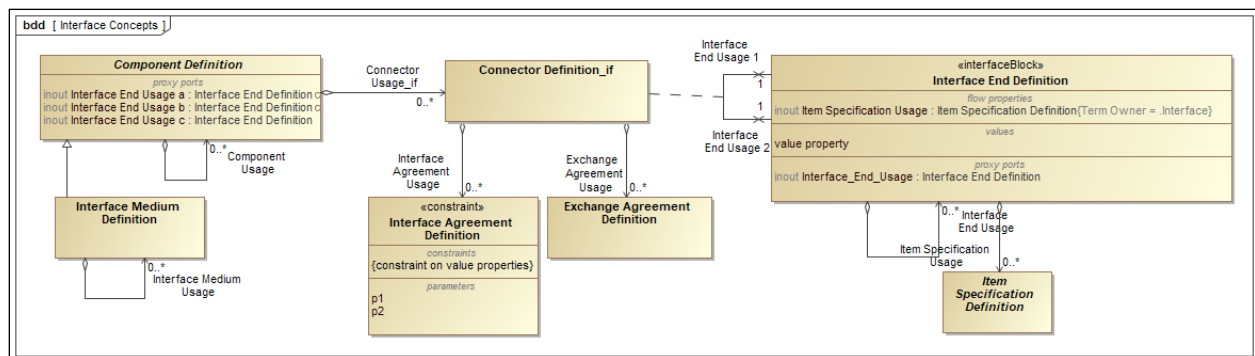 bdd [ Interface Concepts ]
Component Definition
proxy ports
inout Interface End Usage a : Interface End Definition c
inout Interface End Usage b : Interface End Definition c
inout Interface End Usage c : Interface End Definition
0..*
Component
Usage
Interface Medium
Definition
0..*
Interface Medium
Usage
Connector
Usage_if
0..*
Connector Definition_if
Interface
Agreement
Usage
0..*
Exchange
Agreement
Usage
0..*
«constraint»
Interface Agreement
Definition
constraints
{constraint on value properties}
parameters
p1
p2
Exchange Agreement
Definition
Interface
End Usage 1
1
1
Interface
End Usage 2
«interfaceBlock»
Interface End Definition
flow properties
inout Item Specification Usage : Item Specification Definition{Term Owner = .Interface}
values
value property
proxy ports
inout Interface_End_Usage : Interface End Definition
0..*
Interface
End Usage
Item Specification
Usage
0..*
Item
Specification
Definition